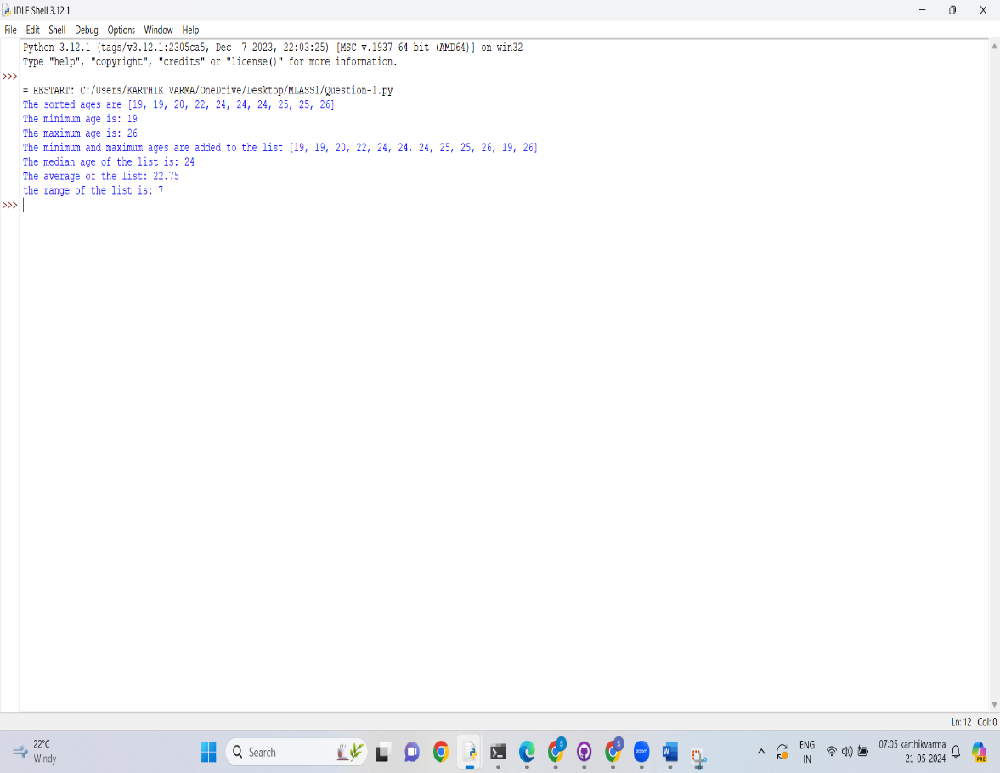 IDLE Shell 3.12.1
File Edit Shell Debug Options Window Help
Python 3.12.1 (tags/v3.12.1:2305ca5, Dec  7 2023, 22:03:25) [MSC v.1937 64 bit (AMD64)] on win32
Type "help", "copyright", "credits" or "license()" for more information.
>>>
= RESTART: C:/Users/KARTHIK VARMA/OneDrive/Desktop/MLASS1/Question-1.py
The sorted ages are [19, 19, 20, 22, 24, 24, 24, 25, 25, 26]
The minimum age is: 19
The maximum age is: 26
The minimum and maximum ages are added to the list [19, 19, 20, 22, 24, 24, 24, 25, 25, 26, 19, 26]
The median age of the list is: 24
The average of the list: 22.75
the range of the list is: 7
>>>
Ln: 12 Col: 0
22°C
Windy
Search
S
S
zoom
W
ENG
IN
07:05 karthikvarma
21-05-2024
PRE